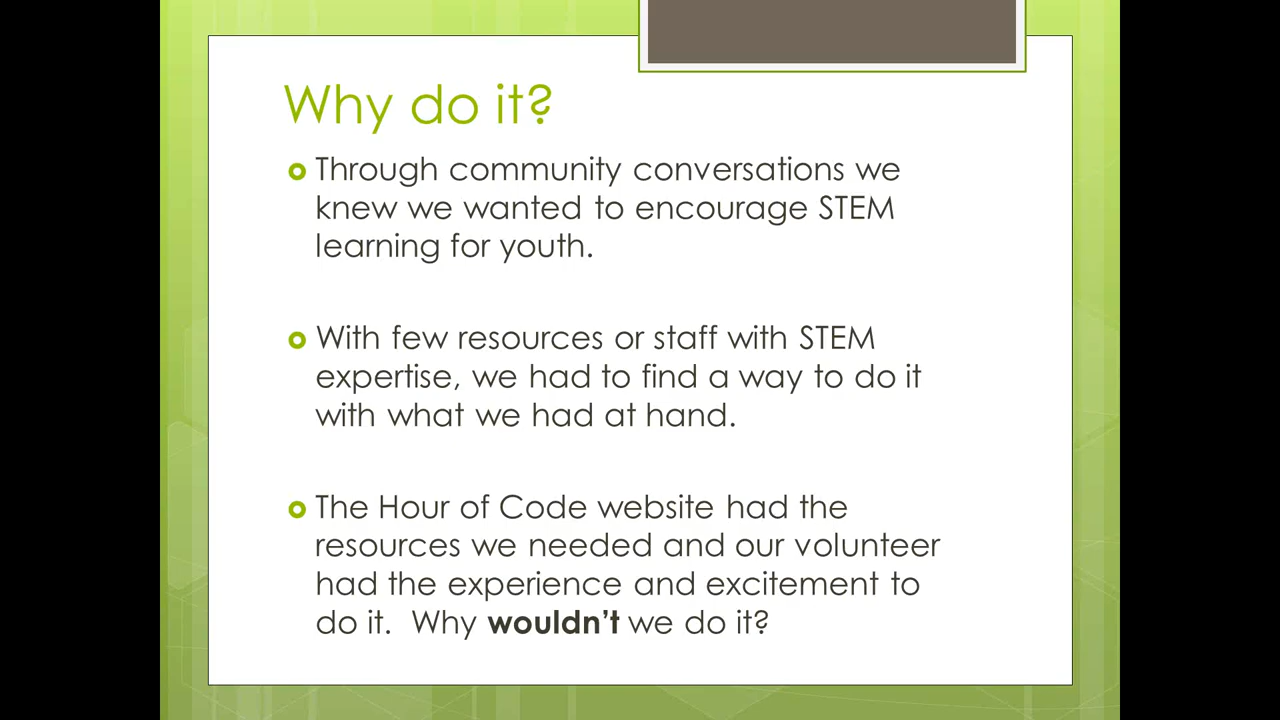 Why do it?
Through community conversations we
knew we wanted to encourage STEM
learning for youth.
With few resources or staff with STEM
expertise, we had to find a way to do it
with what we had at hand.
The Hour of Code website had the
resources we needed and our volunteer
had the experience and excitement to
do it.  Why wouldn’t we do it?